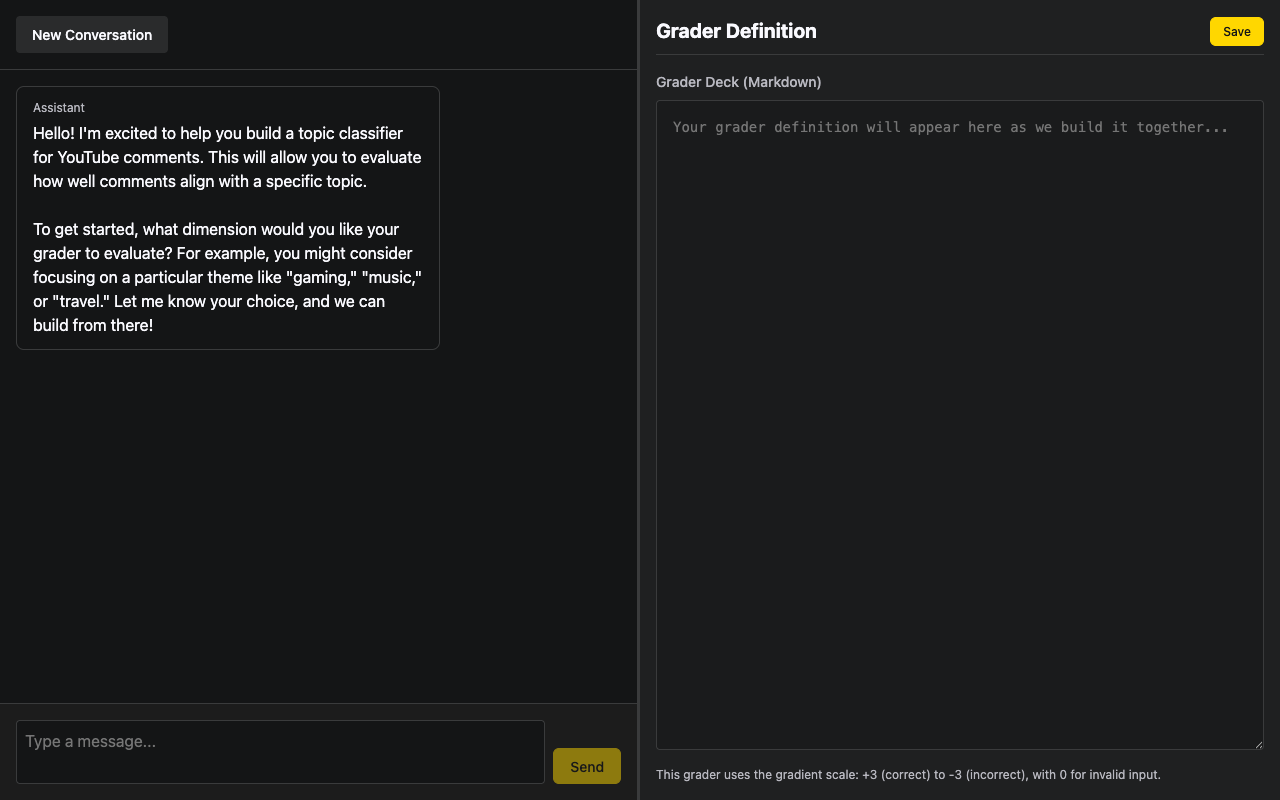 New Conversation
Assistant
Hello! I'm excited to help you build a topic classifier
for YouTube comments. This will allow you to evaluate
how well comments align with a specific topic.
To get started, what dimension would you like your
grader to evaluate? For example, you might consider
focusing on a particular theme like "gaming," "music,"
or "travel." Let me know your choice, and we can
build from there!
Type a message...
Send
Grader Definition
Save
Grader Deck (Markdown)
Your grader definition will appear here as we build it together...
This grader uses the gradient scale: +3 (correct) to -3 (incorrect), with 0 for invalid input.